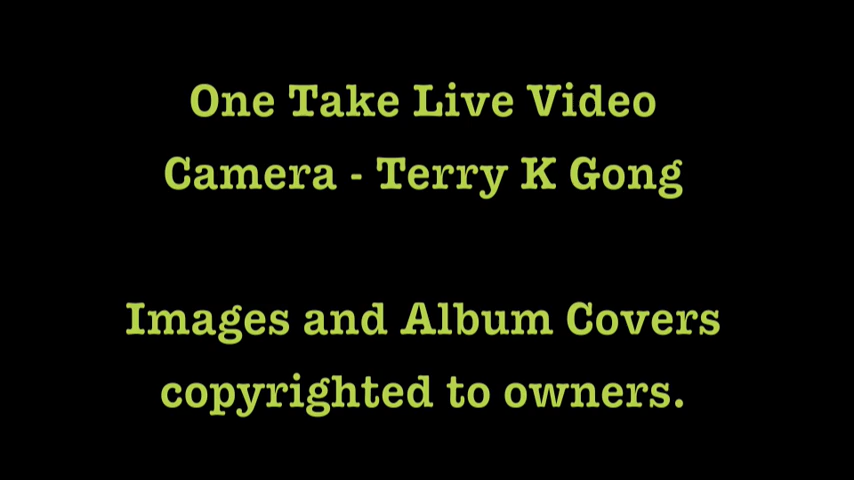 One Take Live Video
Camera - Terry K Gong
Images and Album Covers
copyrighted to owners.